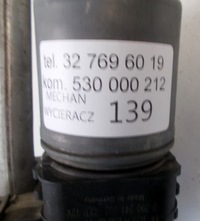 tel. 32 769 60 19
kom. 530 000 212
MECHAN
WYCIERACZ 139